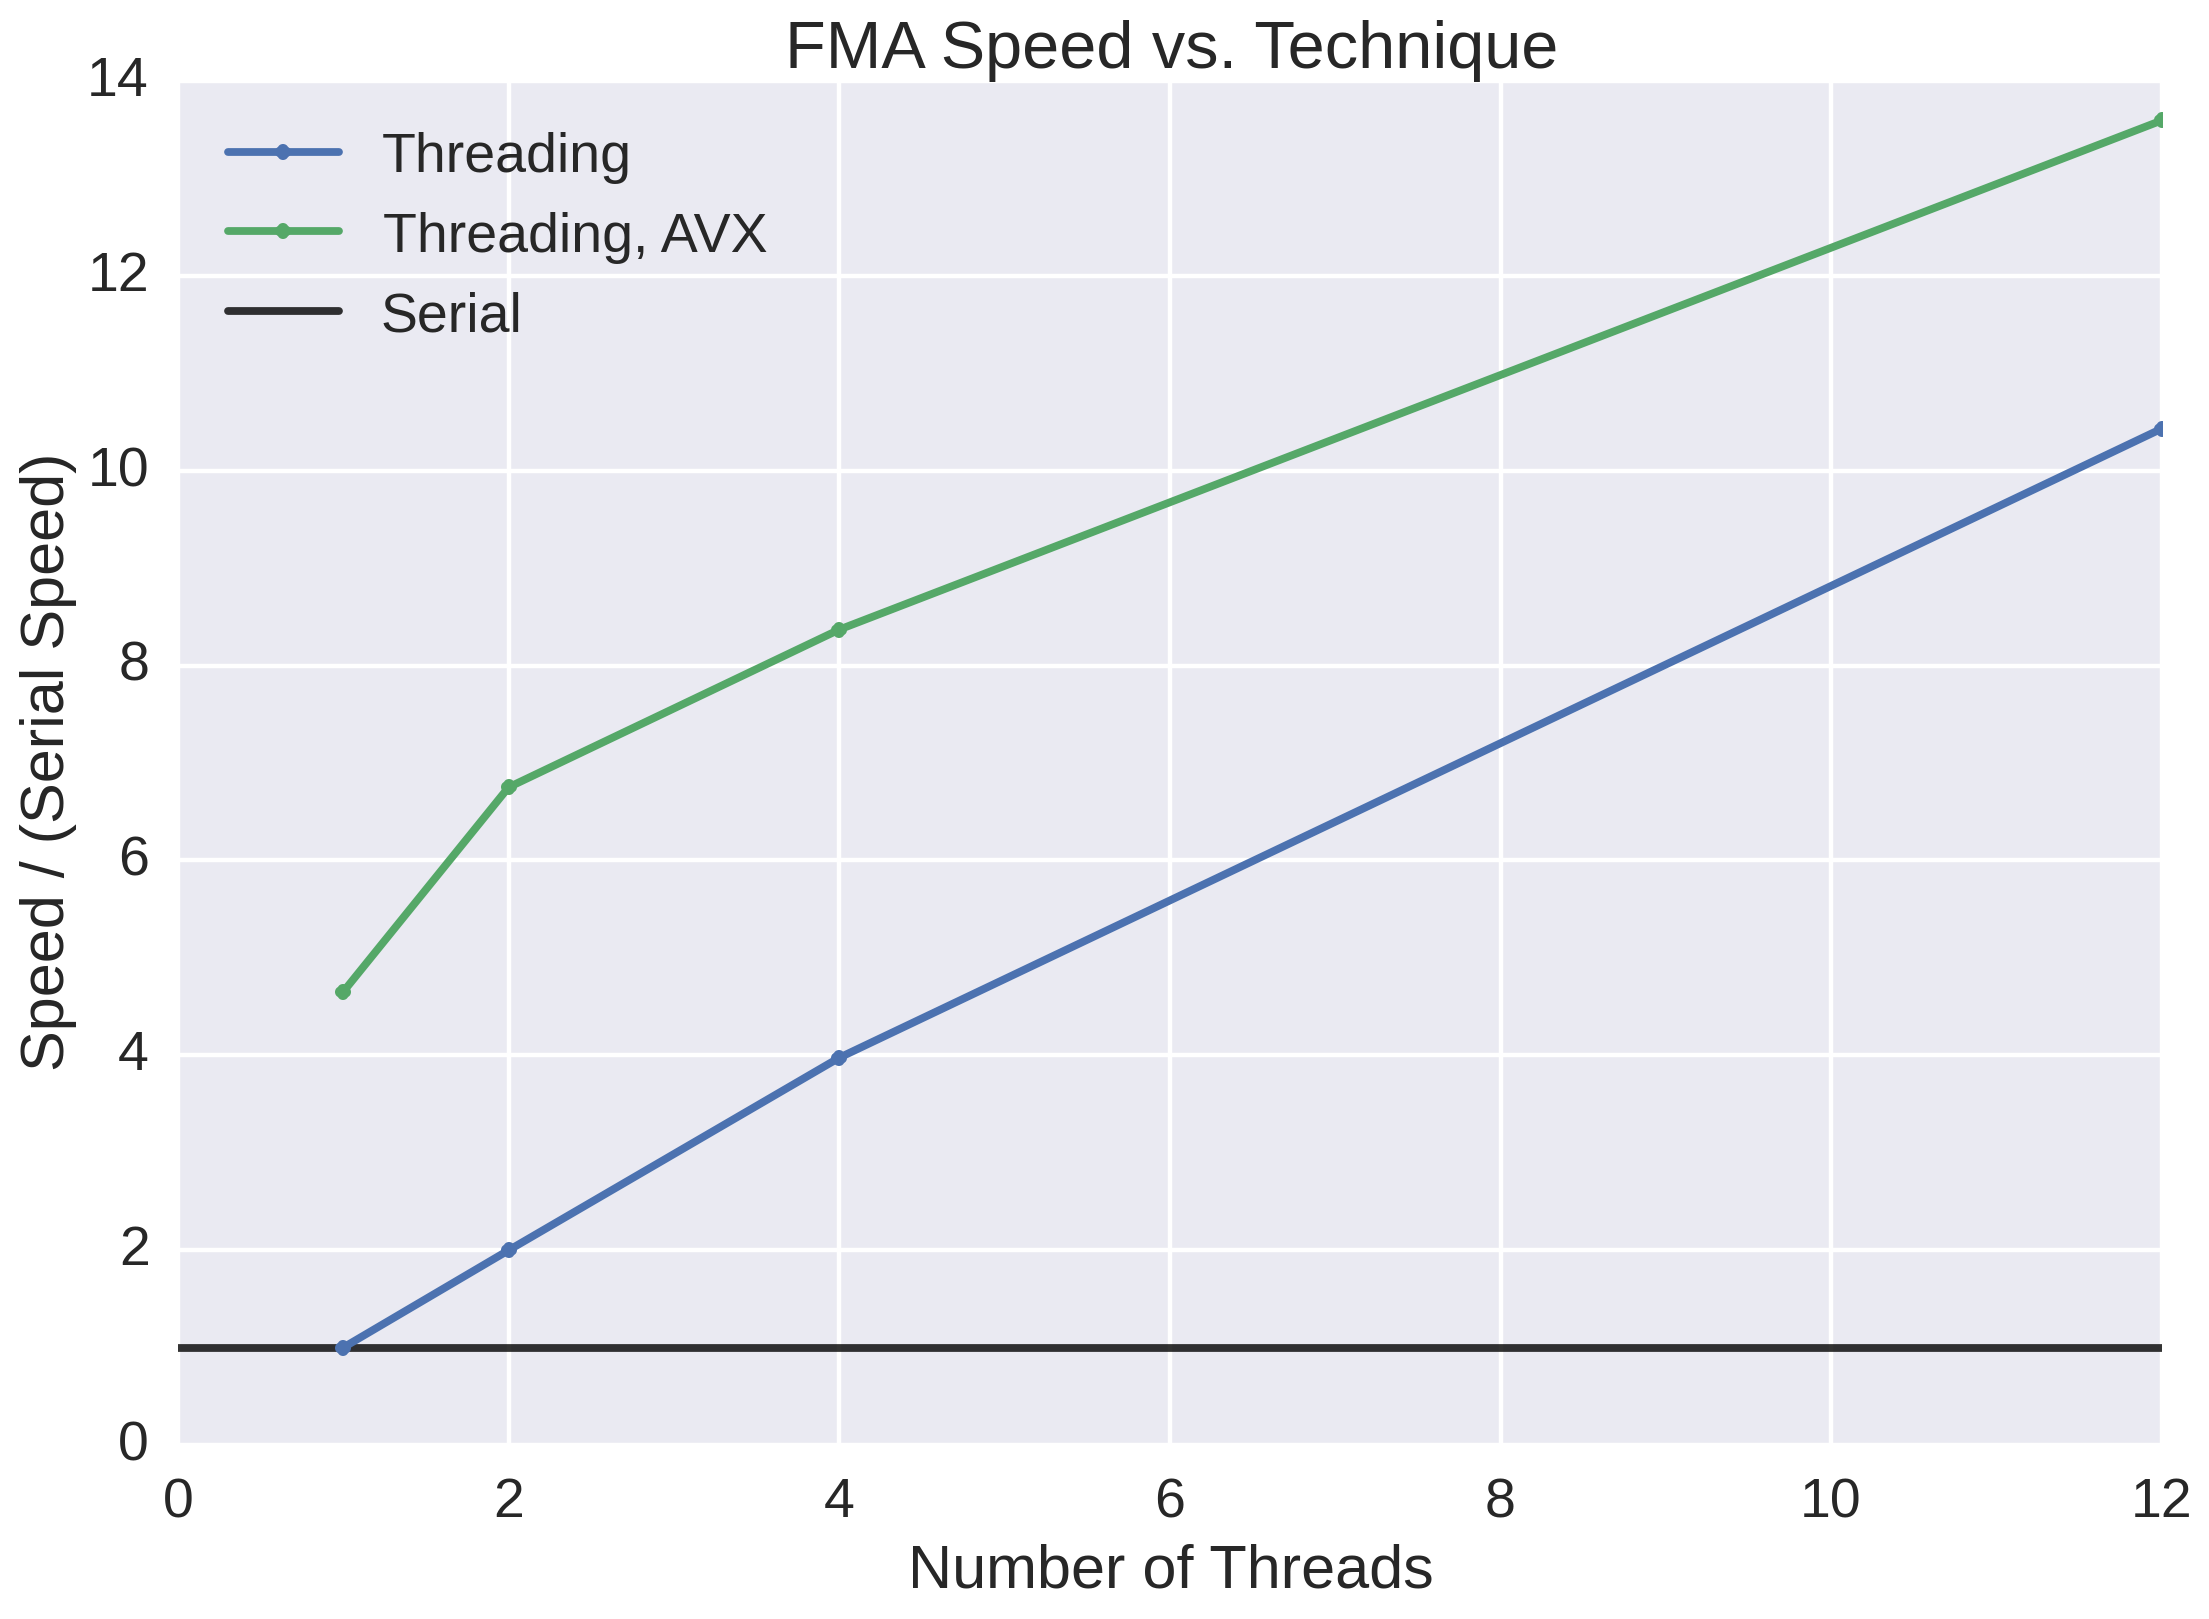 FMA Speed vs. Technique
14
12
10
8
6
4
2
0
Speed / (Serial Speed)
Threading
Threading, AVX
Serial
0 2 4 6 8 10 12
Number of Threads